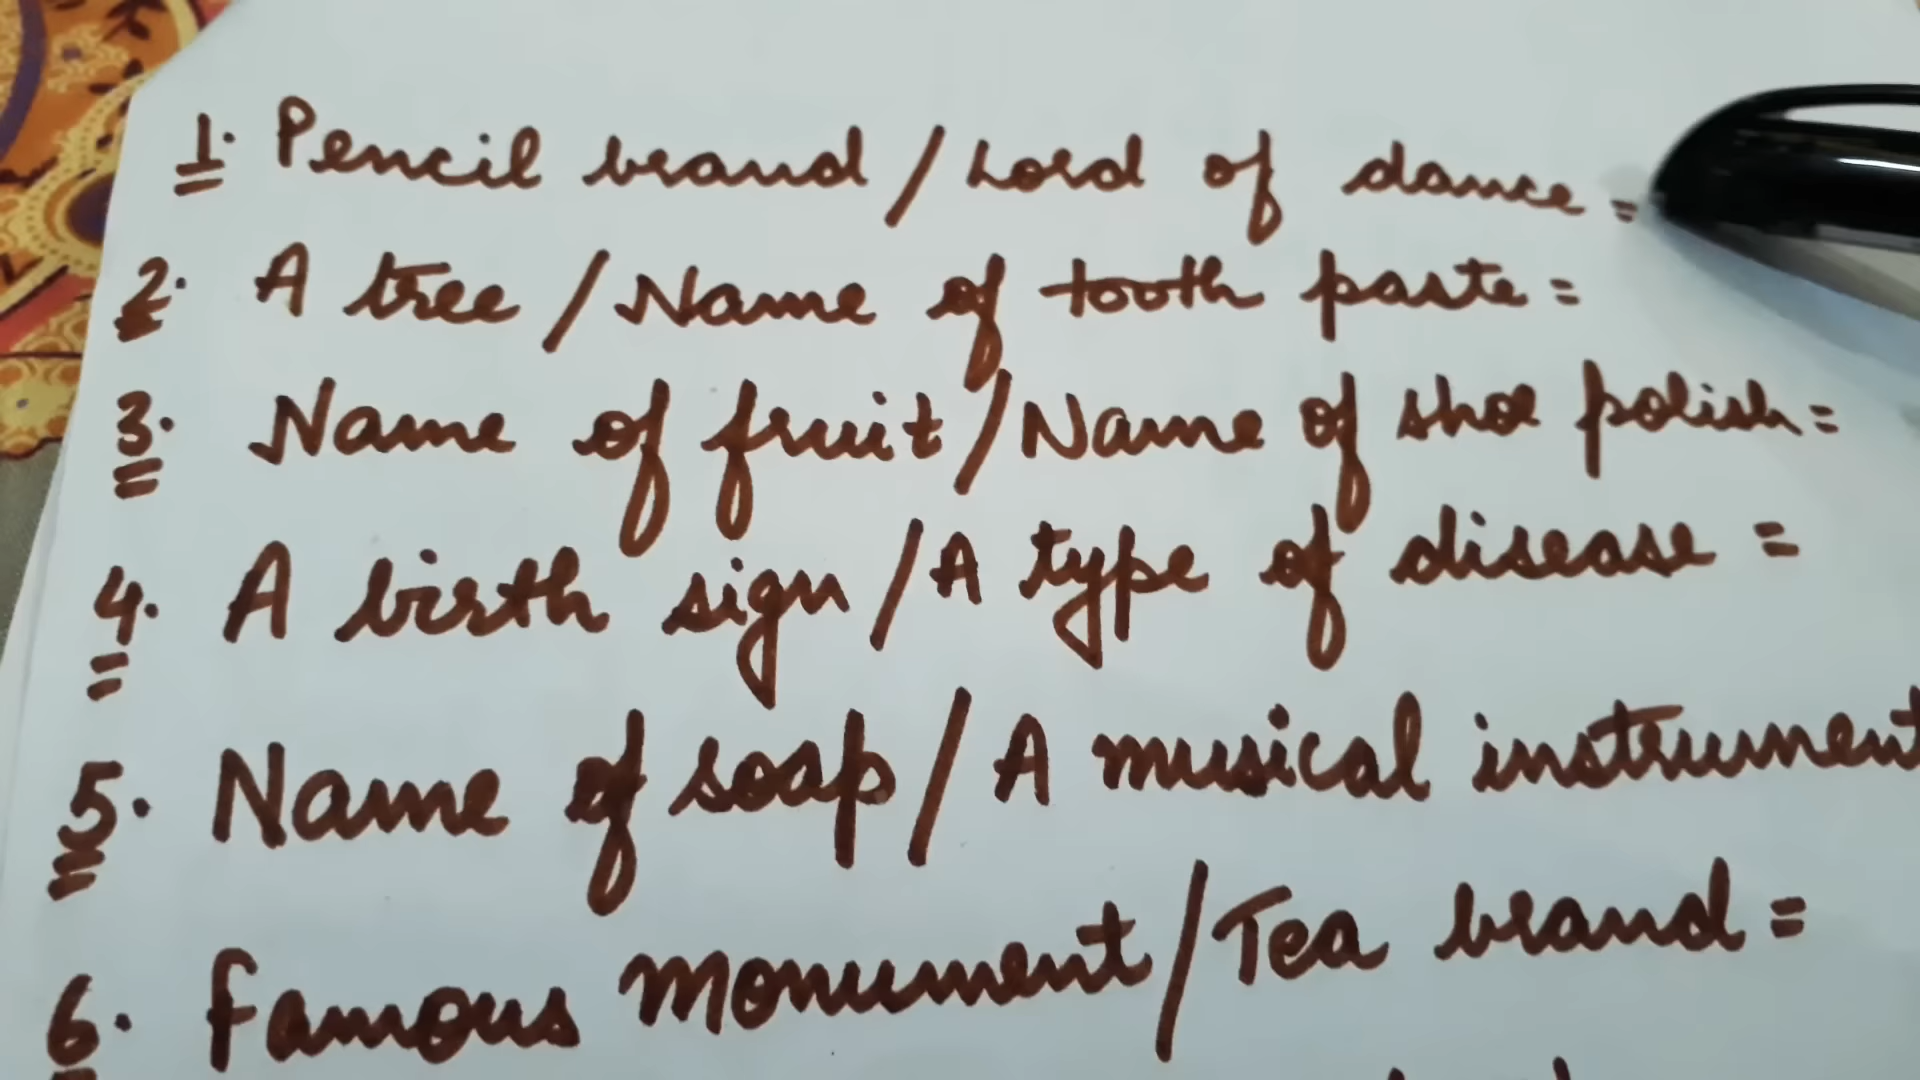 1. Pencil brand / Lord of dance =
2. A tree / Name of tooth paste =
3. Name of fruit / Name of shoe polish =
4. A birth sign / A type of disease =
5. Name of soap / A musical instrument
6. Famous monument / Tea brand =